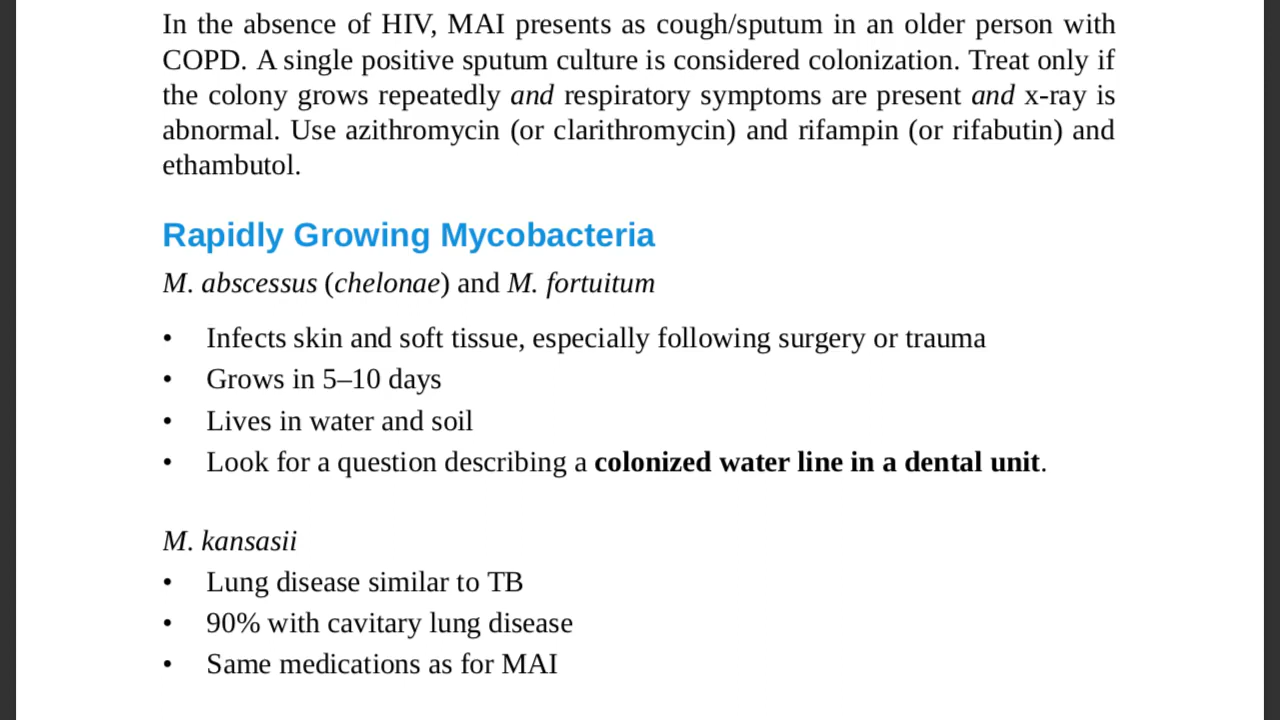 In the absence of HIV, MAI presents as cough/sputum in an older person with
COPD. A single positive sputum culture is considered colonization. Treat only if
the colony grows repeatedly and respiratory symptoms are present and x-ray is
abnormal. Use azithromycin (or clarithromycin) and rifampin (or rifabutin) and
ethambutol.
Rapidly Growing Mycobacteria
M. abscessus (chelonae) and M. fortuitum
• Infects skin and soft tissue, especially following surgery or trauma
• Grows in 5–10 days
• Lives in water and soil
• Look for a question describing a colonized water line in a dental unit.
M. kansasii
• Lung disease similar to TB
• 90% with cavitary lung disease
• Same medications as for MAI